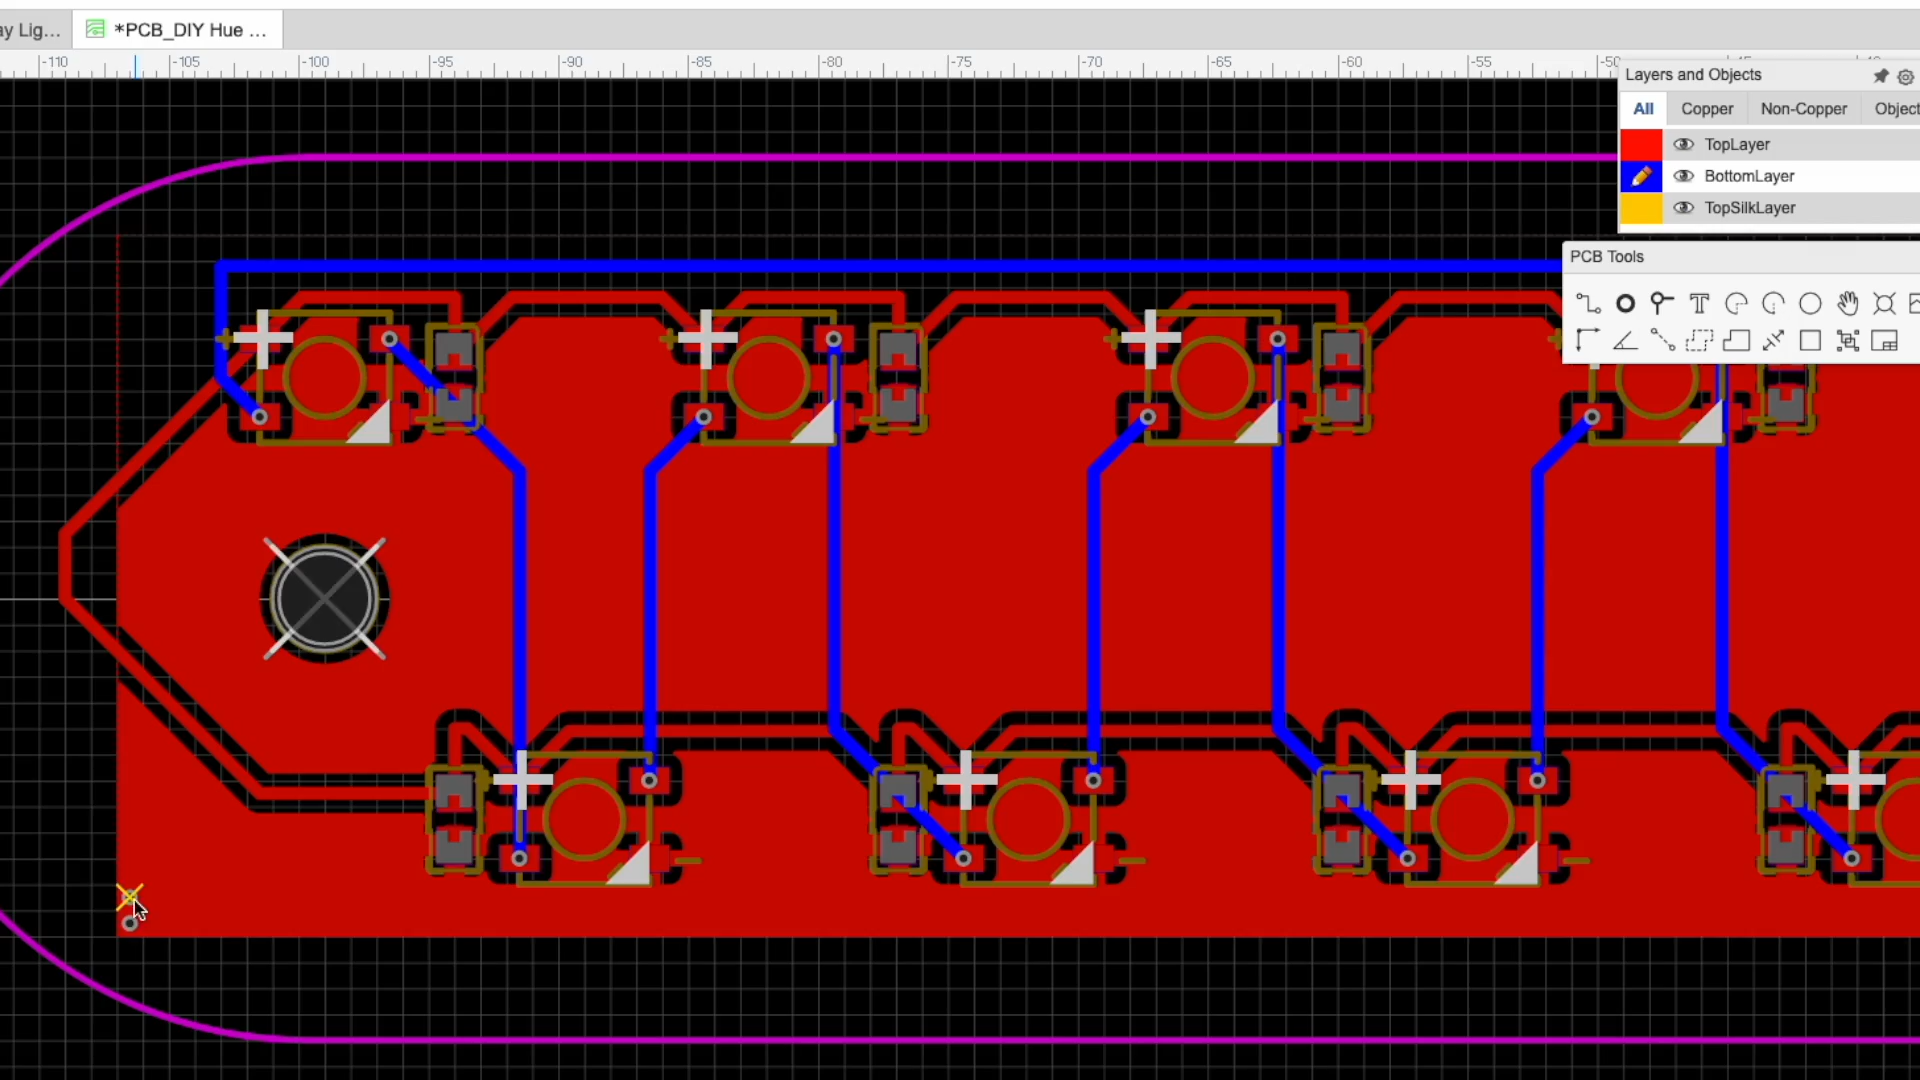 ay Lig...
*PCB_DIY Hue ...
-110 -105 -100 -95 -90 -85 -80 -75 -70 -65 -60 -55 -50
Layers and Objects
All Copper Non-Copper Object
TopLayer
BottomLayer
TopSilkLayer
PCB Tools